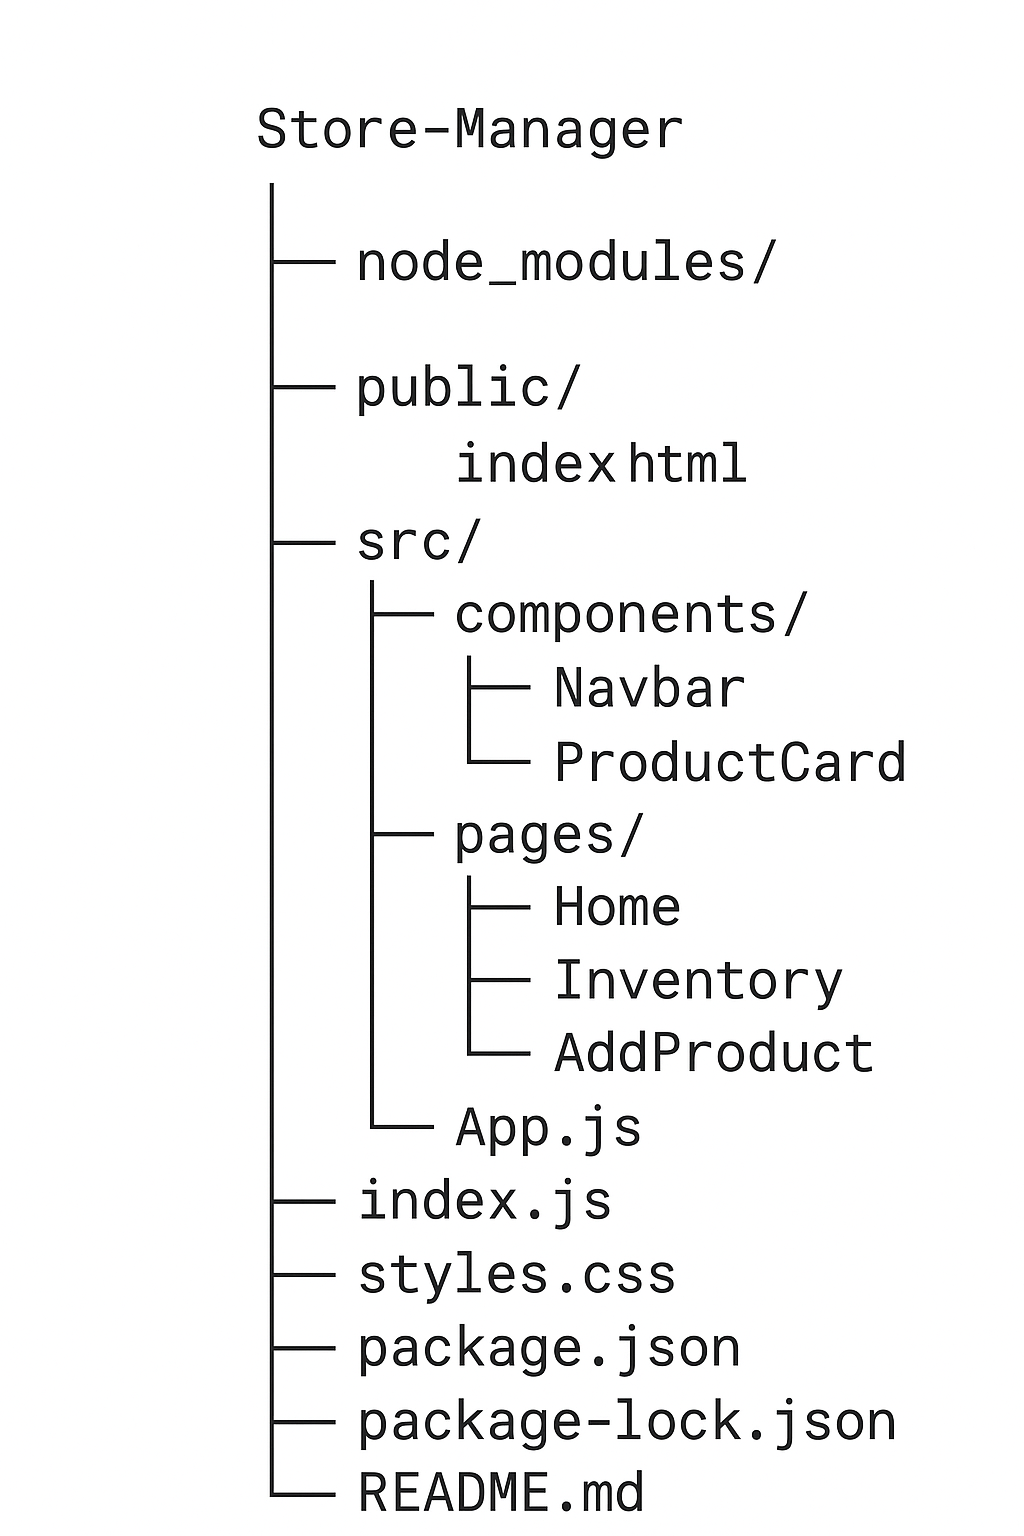 Store-Manager
node_modules/
public/
index html
src/
components/
Navbar
ProductCard
pages/
Home
Inventory
AddProduct
App.js
index.js
styles.css
package.json
package-lock.json
README.md